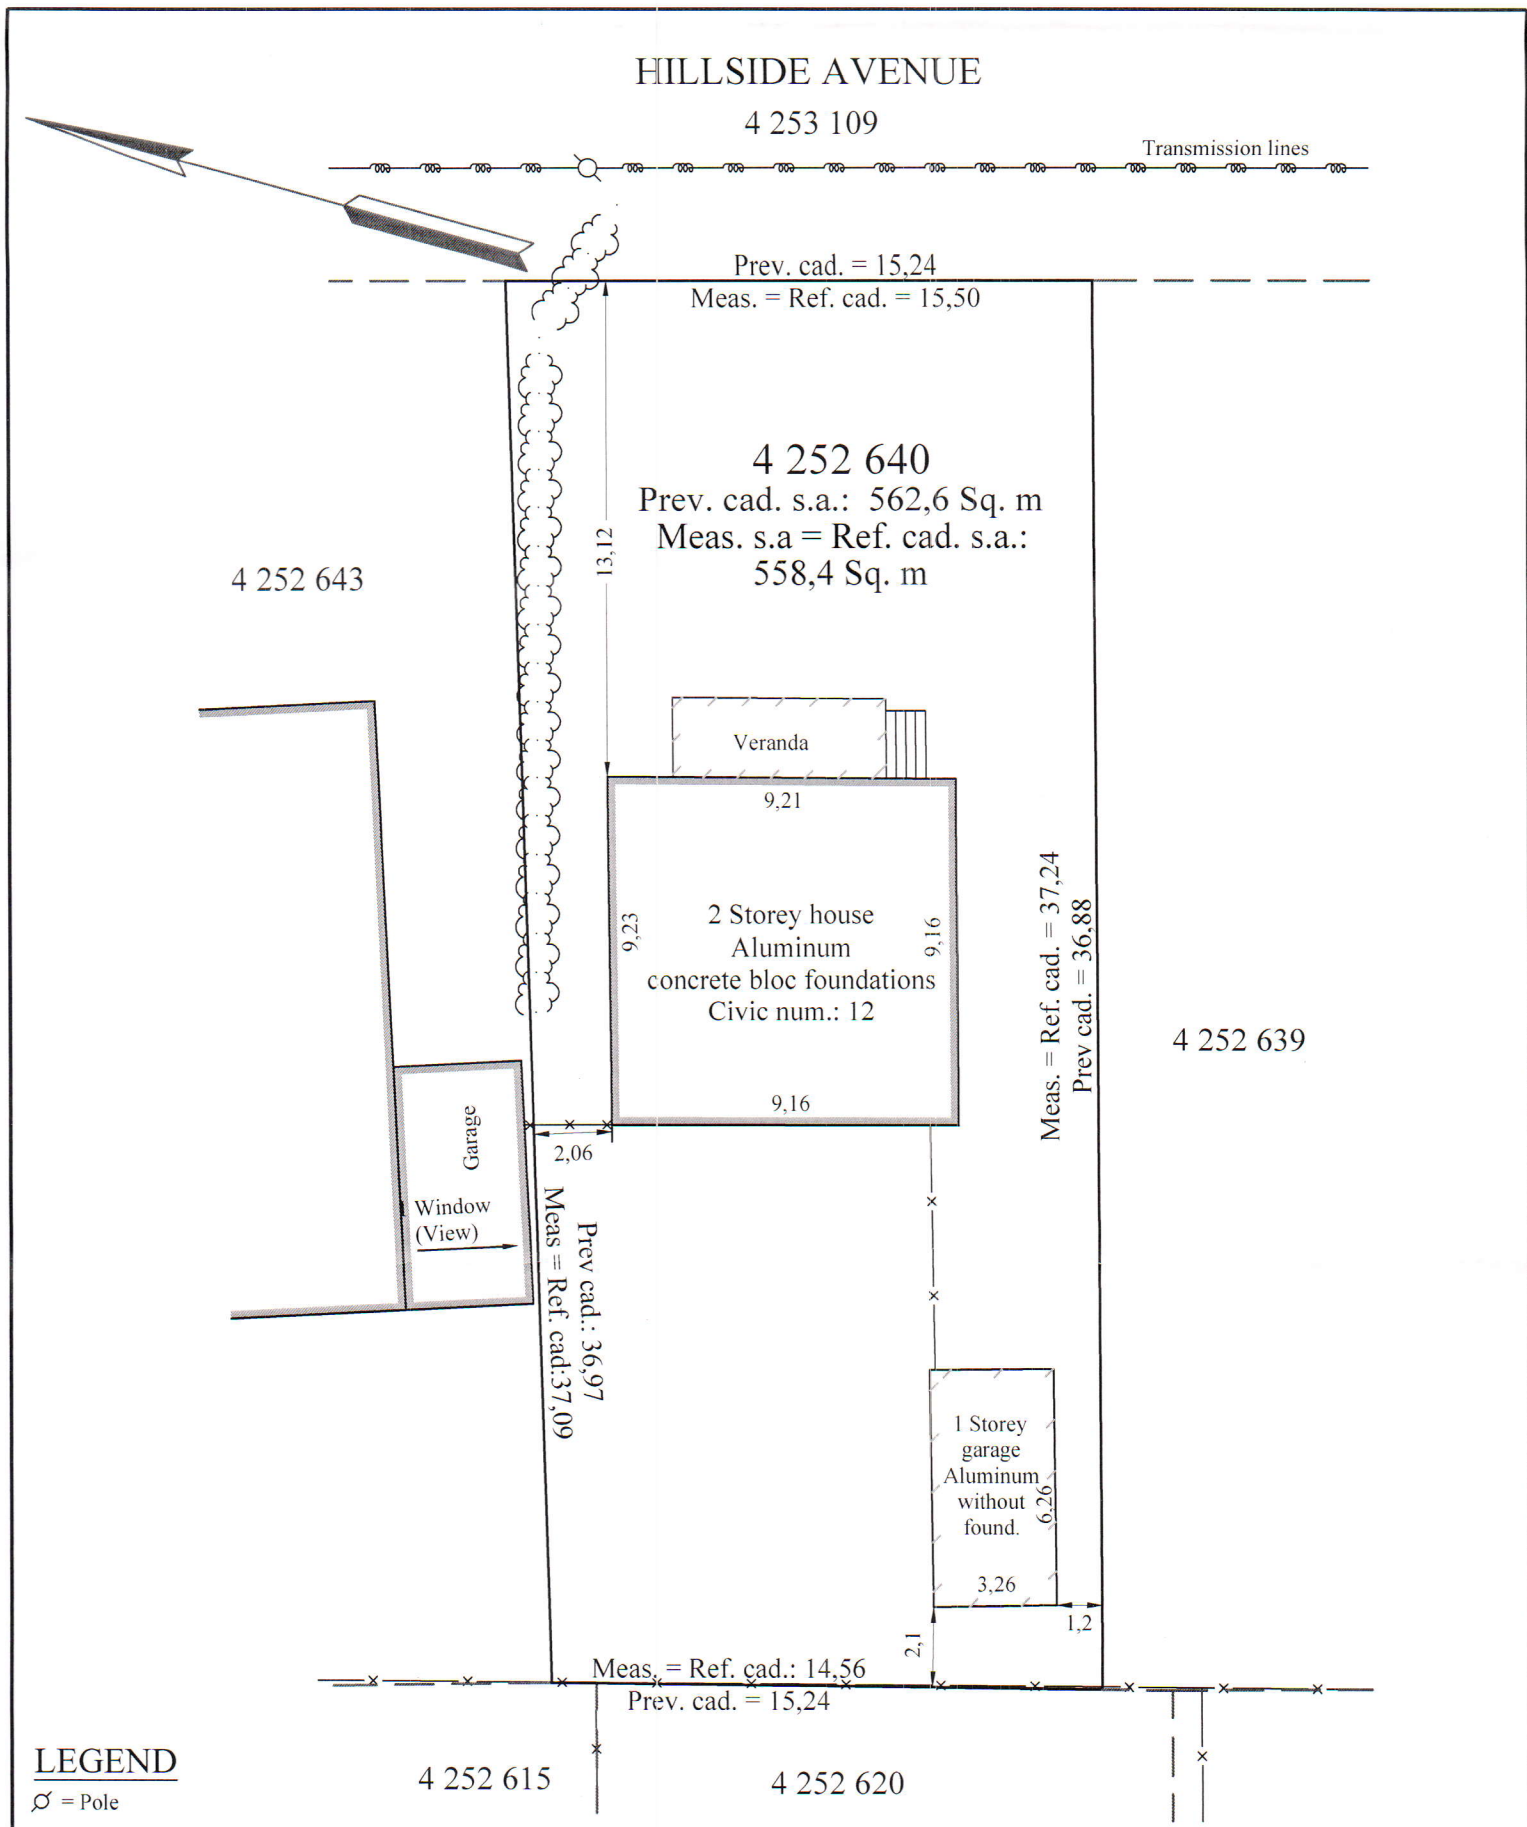 HILLSIDE AVENUE
4 253 109
Transmission lines
Prev. cad. = 15,24
Meas. = Ref. cad. = 15,50
4 252 640
Prev. cad. s.a.: 562,6 Sq. m
Meas. s.a = Ref. cad. s.a.:
558,4 Sq. m
13,12
4 252 643
Veranda
9,21
9,23
2 Storey house
Aluminum
concrete bloc foundations
Civic num.: 12
9,16
9,16
Meas. = Ref. cad. = 37,24
Prev cad. = 36,88
4 252 639
Garage
Window
(View)
2,06
Prev cad.: 36,97
Meas = Ref. cad:37,09
1 Storey
garage
Aluminum
without
found.
6,26
3,26
1,2
2,1
Meas. = Ref. cad.: 14,56
Prev. cad. = 15,24
LEGEND
= Pole
4 252 615
4 252 620